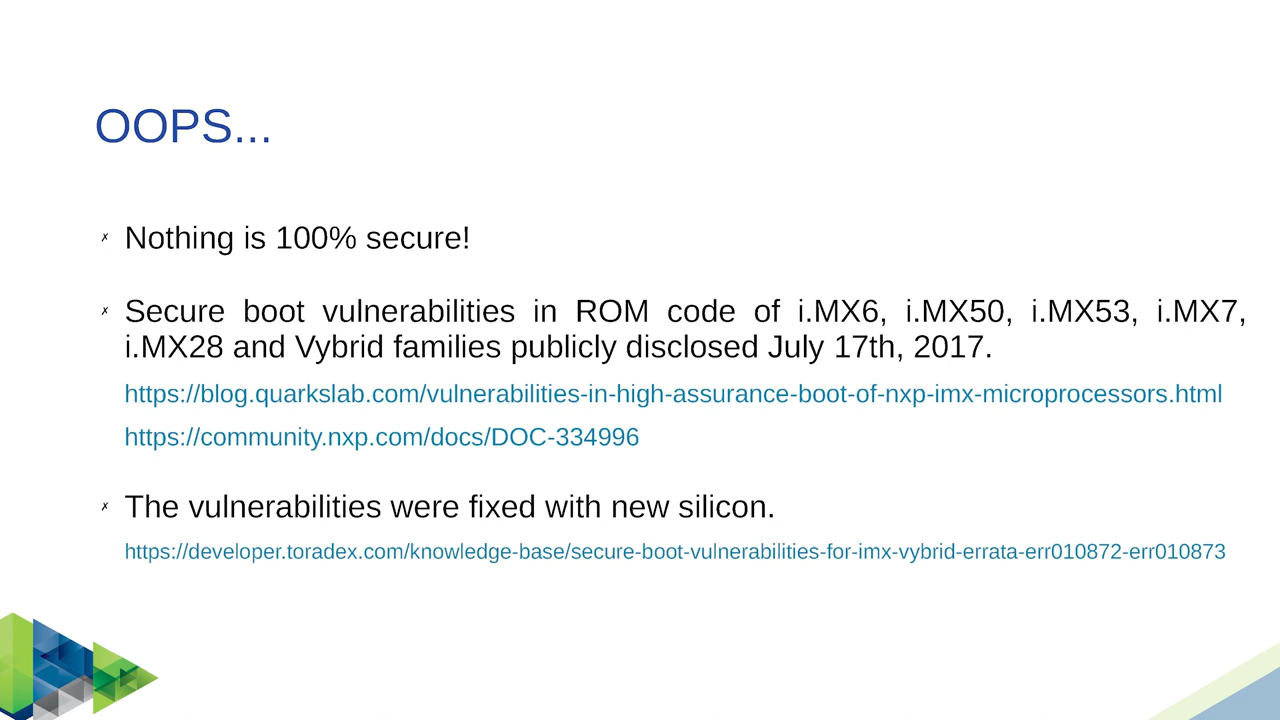 OOPS...
✗ Nothing is 100% secure!
✗ Secure boot vulnerabilities in ROM code of i.MX6, i.MX50, i.MX53, i.MX7,
i.MX28 and Vybrid families publicly disclosed July 17th, 2017.
https://blog.quarkslab.com/vulnerabilities-in-high-assurance-boot-of-nxp-imx-microprocessors.html
https://community.nxp.com/docs/DOC-334996
✗ The vulnerabilities were fixed with new silicon.
https://developer.toradex.com/knowledge-base/secure-boot-vulnerabilities-for-imx-vybrid-errata-err010872-err010873